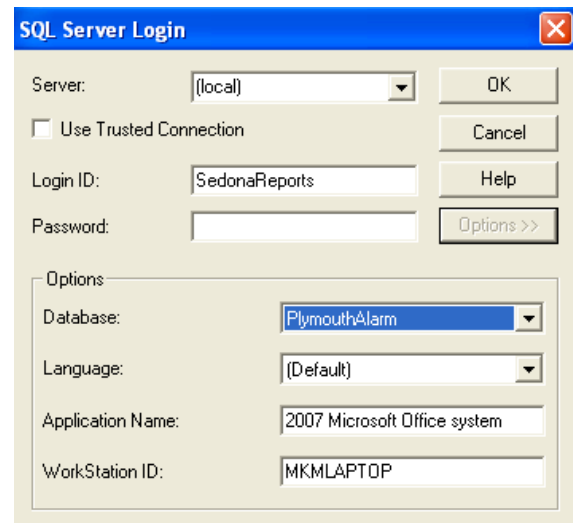 SQL Server Login
Server: (local) OK
Use Trusted Connection Cancel
Login ID: SedonaReports Help
Password: Options >>
Options
Database: PlymouthAlarm
Language: (Default)
Application Name: 2007 Microsoft Office system
WorkStation ID: MKMLAPTOP